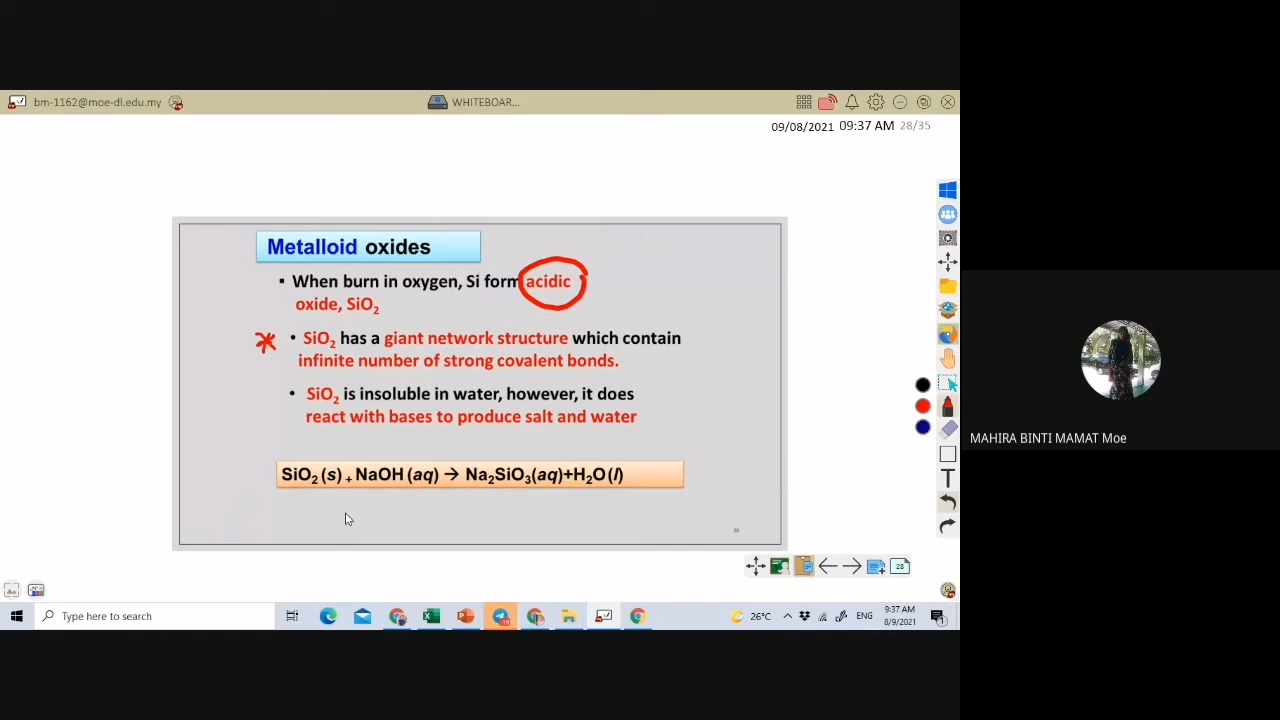 bm-1162@moe-dl.edu.my
WHITEBOAR...
09/08/2021 09:37 AM 28/35
Metalloid oxides
▪ When burn in oxygen, Si form acidic
oxide, SiO₂
• SiO₂ has a giant network structure which contain
infinite number of strong covalent bonds.
• SiO₂ is insoluble in water, however, it does
react with bases to produce salt and water
SiO₂ (s) + NaOH (aq) → Na₂SiO₃(aq)+H₂O(l)
MAHIRA BINTI MAMAT Moe
T
28
Type here to search
26°C
ENG
9:37 AM
8/9/2021